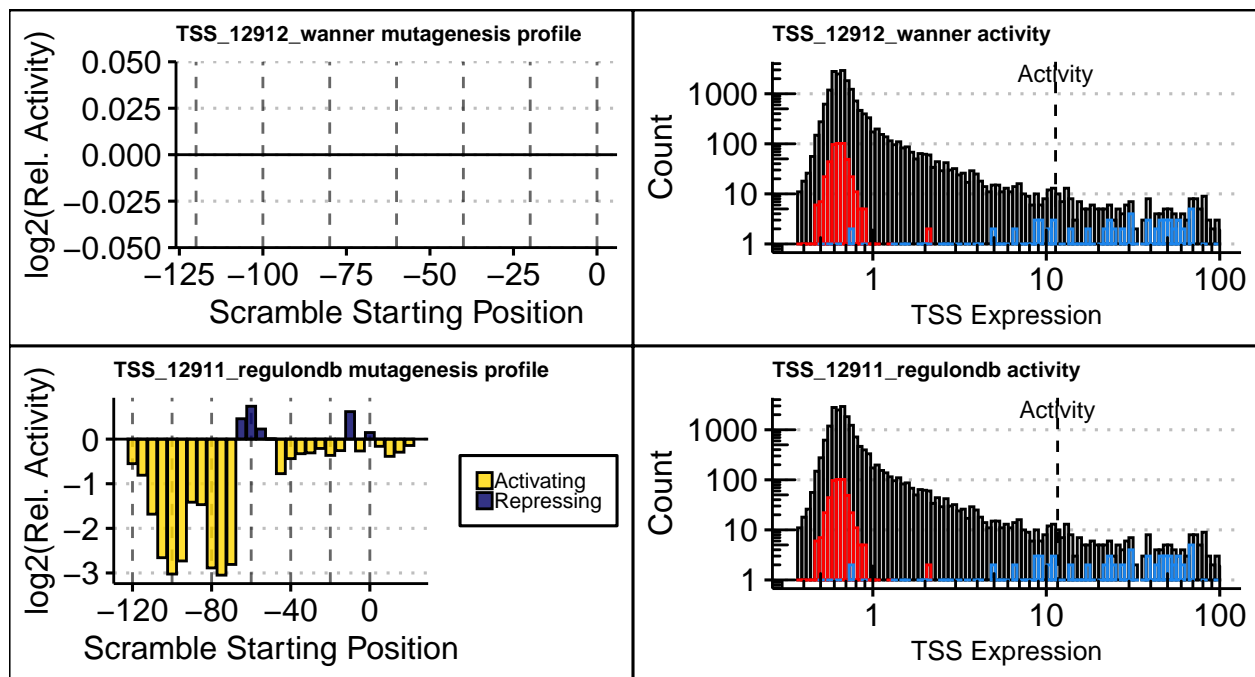 TSS_12912_wanner mutagenesis profile
log2(Rel. Activity)
0.050
0.025
0.000
−0.025
−0.050
−125 −100 −75 −50 −25 0
Scramble Starting Position
TSS_12912_wanner activity
Activity
Count
1000
100
10
1
1 10 100
TSS Expression
TSS_12911_regulondb mutagenesis profile
log2(Rel. Activity)
0
−1
−2
−3
−120 −80 −40 0
Scramble Starting Position
Activating
Repressing
TSS_12911_regulondb activity
Activity
Count
1000
100
10
1
1 10 100
TSS Expression